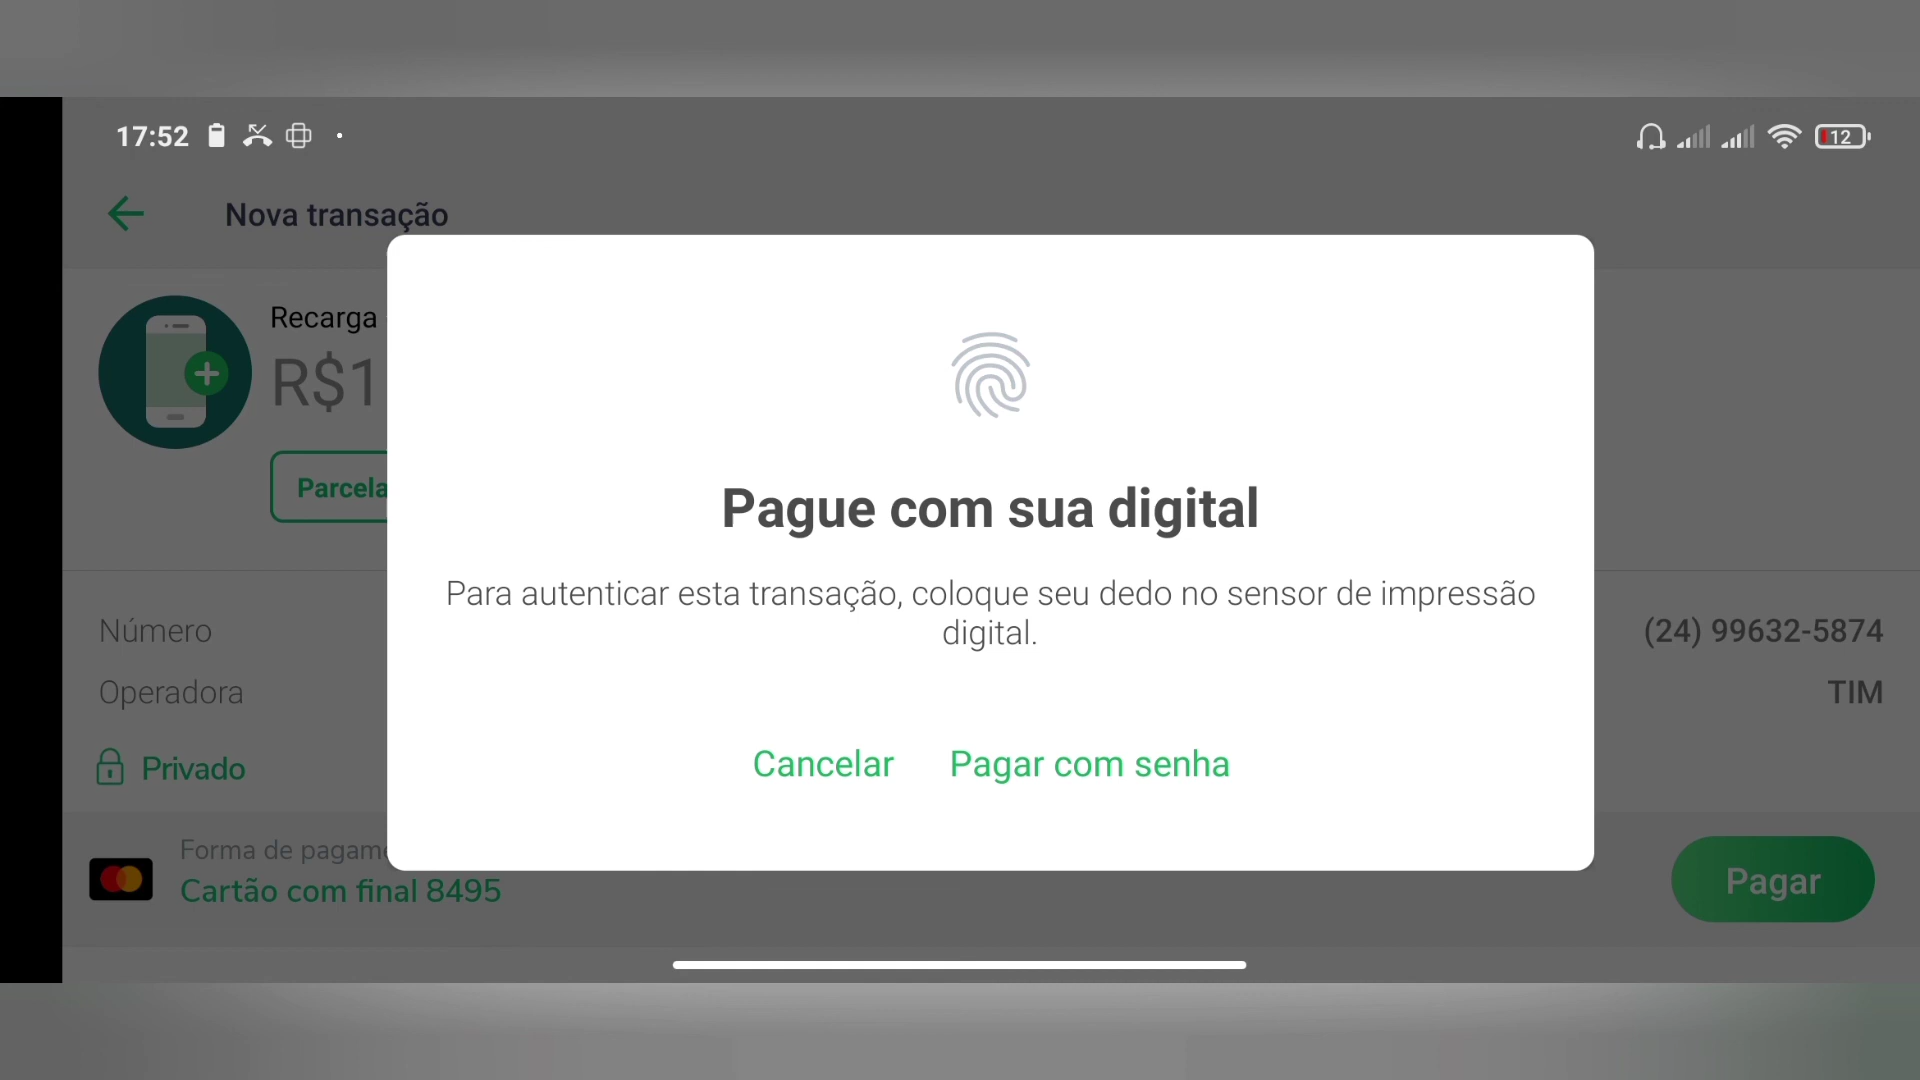 17:52
12
Nova transação
Recarga
R$1
Parcela
Pague com sua digital
Para autenticar esta transação, coloque seu dedo no sensor de impressão
digital.
Número
(24) 99632-5874
Operadora
TIM
Privado
Cancelar
Pagar com senha
Forma de pagame
Cartão com final 8495
Pagar